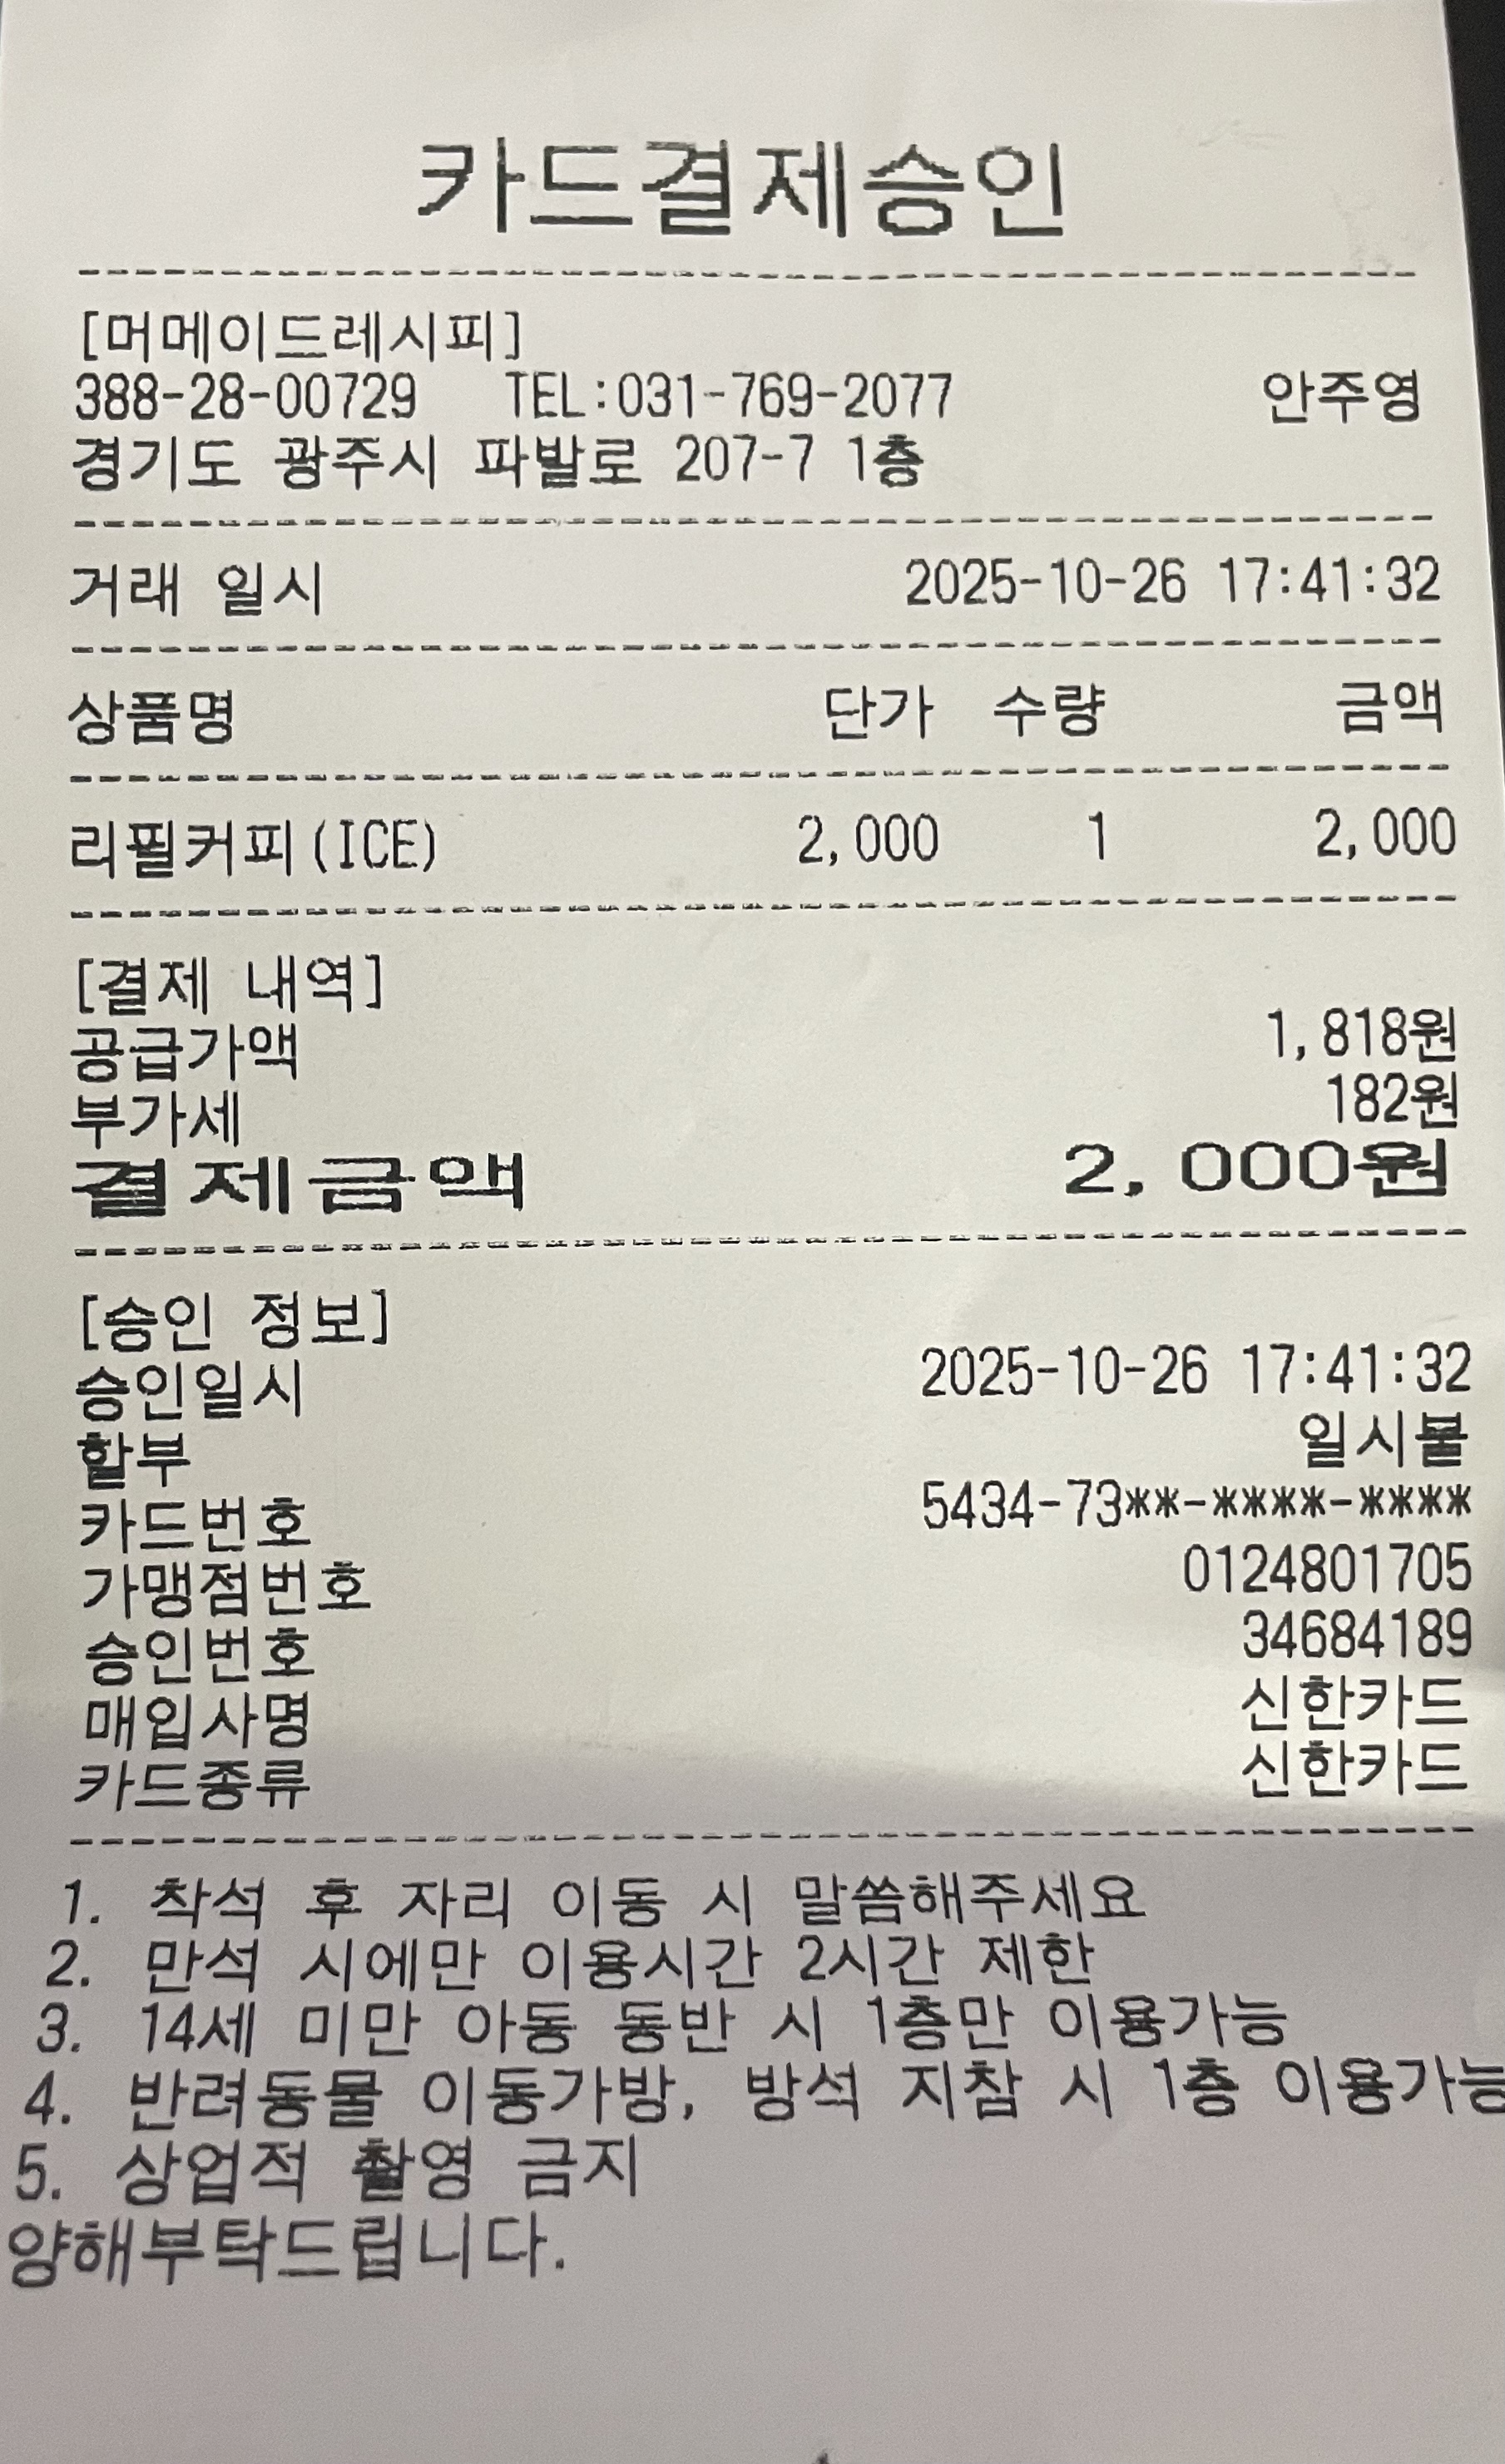 카드결제승인
[머메이드레시피]
388-28-00729 TEL:031-769-2077 안주영
경기도 광주시 파발로 207-7 1층
거래 일시 2025-10-26 17:41:32
상품명 단가 수량 금액
리필커피(ICE) 2,000 1 2,000
[결제 내역]
공급가액 1,818원
부가세 182원
결제금액 2,000원
[승인 정보]
승인일시 2025-10-26 17:41:32
할부 일시불
카드번호 5434-73**-****-****
가맹점번호 0124801705
승인번호 34684189
매입사명 신한카드
카드종류 신한카드
1. 착석 후 자리 이동 시 말씀해주세요
2. 만석 시에만 이용시간 2시간 제한
3. 14세 미만 아동 동반 시 1층만 이용가능
4. 반려동물 이동가방, 방석 지참 시 1층 이용가능
5. 상업적 촬영 금지
양해부탁드립니다.